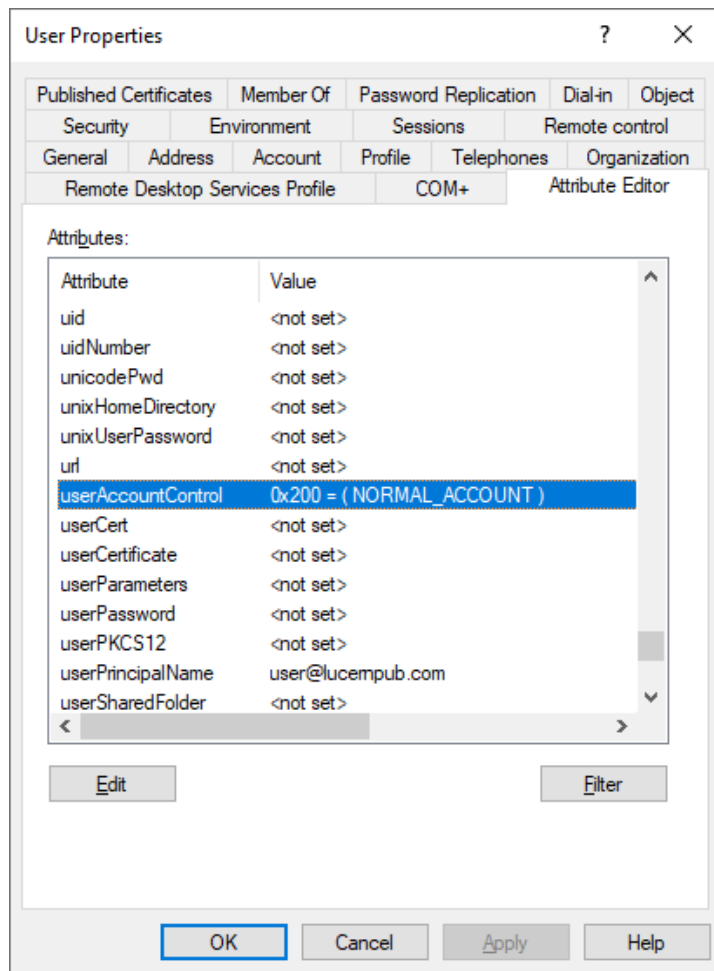 User Properties ?
Published Certificates Member Of Password Replication Dial-in Object
Security Environment Sessions Remote control
General Address Account Profile Telephones Organization
Remote Desktop Services Profile COM+ Attribute Editor
Attributes:
Attribute Value
uid <not set>
uidNumber <not set>
unicodePwd <not set>
unixHomeDirectory <not set>
unixUserPassword <not set>
url <not set>
userAccountControl 0x200 = ( NORMAL_ACCOUNT )
userCert <not set>
userCertificate <not set>
userParameters <not set>
userPassword <not set>
userPKCS12 <not set>
userPrincipalName user@lucernpub.com
userSharedFolder <not set>
Edit Filter
OK Cancel Apply Help